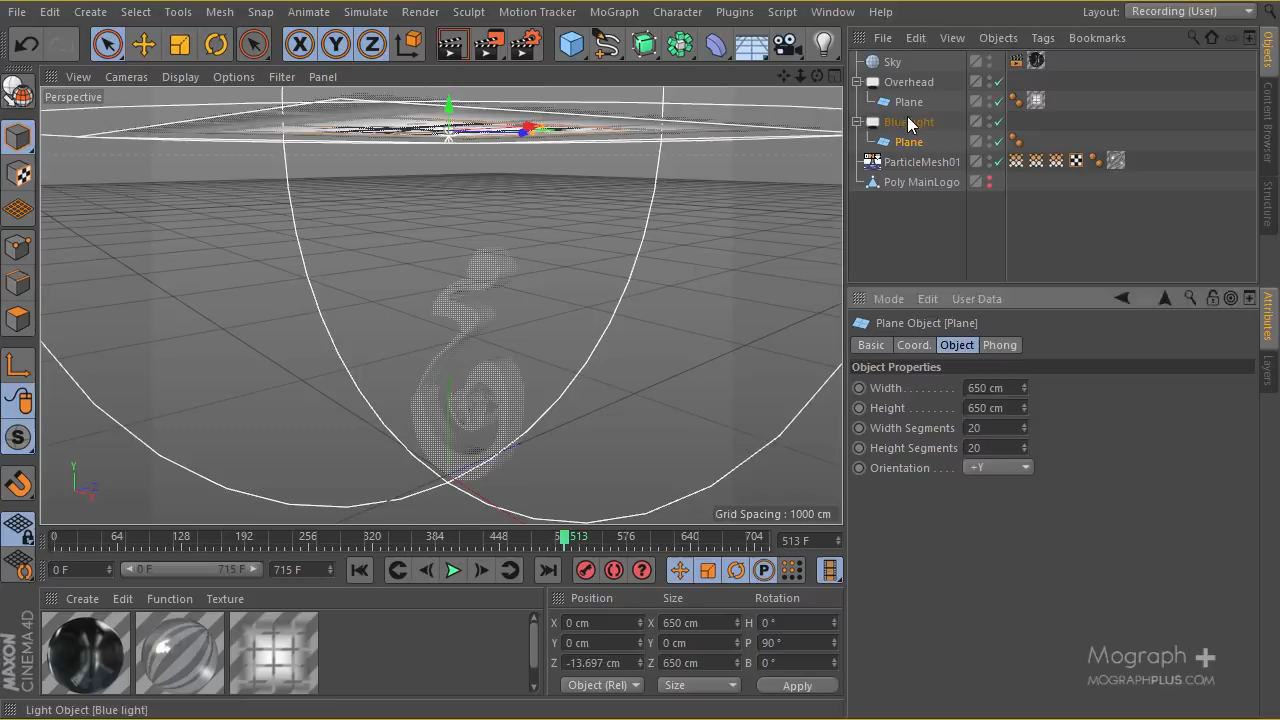 File Edit Create Select Tools Mesh Snap Animate Simulate Render Sculpt Motion Tracker MoGraph Character Plugins Script Window Help Layout: Recording (User)
X Y Z
File Edit View Objects Tags Bookmarks
View Cameras Display Options Filter Panel
Perspective
Sky
Overhead
Plane
Plane
ParticleMesh01
Poly MainLogo
Objects
Content Browser
Structure
Mode Edit User Data
Plane Object [Plane]
Basic Coord. Object Phong
Object Properties
Width 650 cm
Height 650 cm
Width Segments 20
Height Segments 20
Orientation +Y
Attributes
Layers
Y
Z
X
Grid Spacing : 1000 cm
0 64 128 192 256 320 384 448 513 576 640 704 513 F
0 F 0 F 715 F 715 F
Create Edit Function Texture
Position Size Rotation
X 0 cm X 650 cm H 0 °
Y 0 cm Y 0 cm P 90 °
Z -13.697 cm Z 650 cm B 0 °
Object (Rel) Size Apply
MAXON
CINEMA 4D
Mograph +
MOGRAPHPLUS.COM
Light Object [Blue light]